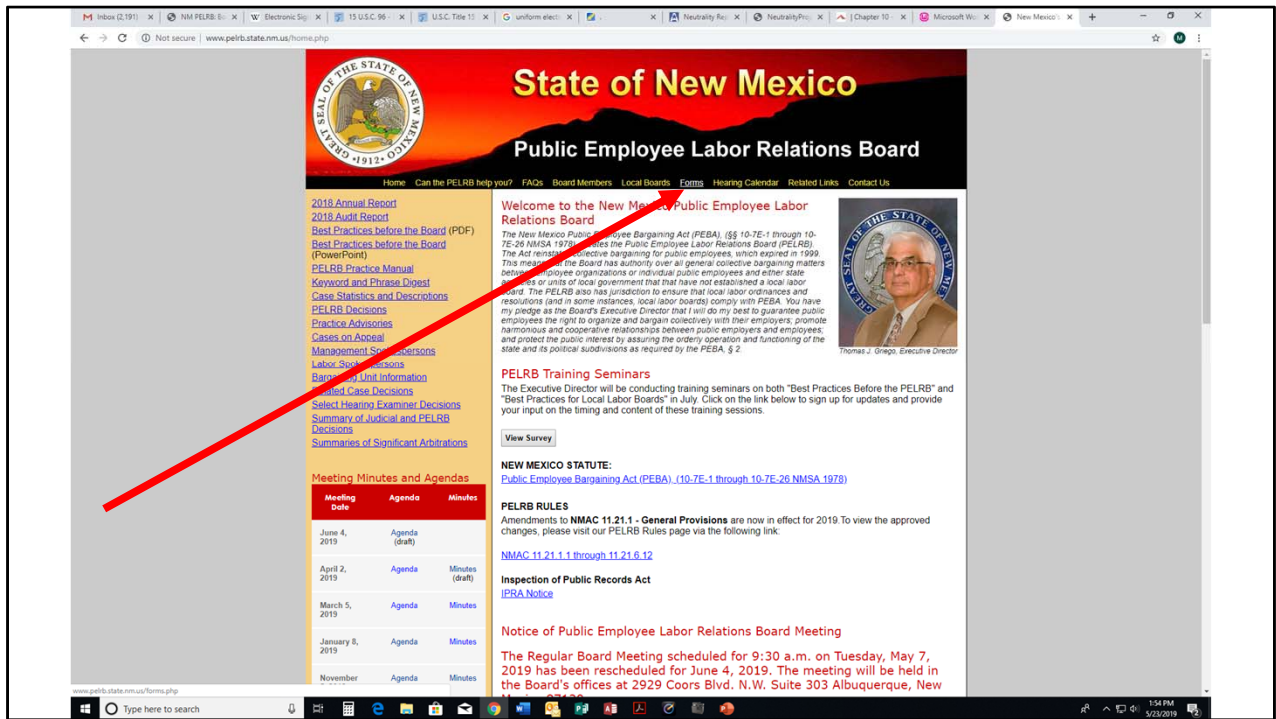 Inbox (2,191)
NM PELRB: Bo
Electronic Sig
15 U.S.C. 96 -
U.S.C. Title 15
uniform electr
Neutrality Rep
NeutralityProj
| Chapter 10 -
Microsoft Wo
New Mexico's
Not secure | www.pelrb.state.nm.us/home.php
M
THE STATE OF NEW MEXICO
•1912•
State of New Mexico
Public Employee Labor Relations Board
Home Can the PELRB help you? FAQs Board Members Local Boards Forms Hearing Calendar Related Links Contact Us
2018 Annual Report
2018 Audit Report
Best Practices before the Board (PDF)
Best Practices before the Board
(PowerPoint)
PELRB Practice Manual
Keyword and Phrase Digest
Case Statistics and Descriptions
PELRB Decisions
Practice Advisories
Cases on Appeal
Management Spokespersons
Labor Spokespersons
Bargaining Unit Information
Related Case Decisions
Select Hearing Examiner Decisions
Summary of Judicial and PELRB
Decisions
Summaries of Significant Arbitrations
Meeting Minutes and Agendas
Meeting Date Agenda Minutes
June 4, 2019 Agenda (draft)
April 2, 2019 Agenda Minutes (draft)
March 5, 2019 Agenda Minutes
January 8, 2019 Agenda Minutes
November Agenda Minutes
Welcome to the New Mexico Public Employee Labor
Relations Board
The New Mexico Public Employee Bargaining Act (PEBA), (§§ 10-7E-1 through 10-
7E-26 NMSA 1978), creates the Public Employee Labor Relations Board (PELRB).
The Act reinstated collective bargaining for public employees, which expired in 1999.
This means that the Board has authority over all general collective bargaining matters
between employee organizations or individual public employees and either state
agencies or units of local government that that have not established a local labor
board. The PELRB also has jurisdiction to ensure that local labor ordinances and
resolutions (and in some instances, local labor boards) comply with PEBA. You have
my pledge as the Board's Executive Director that I will do my best to guarantee public
employees the right to organize and bargain collectively with their employers; promote
harmonious and cooperative relationships between public employers and employees;
and protect the public interest by assuring the orderly operation and functioning of the
state and its political subdivisions as required by the PEBA, § 2.
Thomas J. Griego, Executive Director
PELRB Training Seminars
The Executive Director will be conducting training seminars on both "Best Practices Before the PELRB" and
"Best Practices for Local Labor Boards" in July. Click on the link below to sign up for updates and provide
your input on the timing and content of these training sessions.
View Survey
NEW MEXICO STATUTE:
Public Employee Bargaining Act (PEBA), (10-7E-1 through 10-7E-26 NMSA 1978)
PELRB RULES
Amendments to NMAC 11.21.1 - General Provisions are now in effect for 2019.To view the approved
changes, please visit our PELRB Rules page via the following link:
NMAC 11.21.1.1 through 11.21.6.12
Inspection of Public Records Act
IPRA Notice
Notice of Public Employee Labor Relations Board Meeting
The Regular Board Meeting scheduled for 9:30 a.m. on Tuesday, May 7,
2019 has been rescheduled for June 4, 2019. The meeting will be held in
the Board's offices at 2929 Coors Blvd. N.W. Suite 303 Albuquerque, New
www.pelrb.state.nm.us/forms.php
Type here to search
1:54 PM
5/23/2019